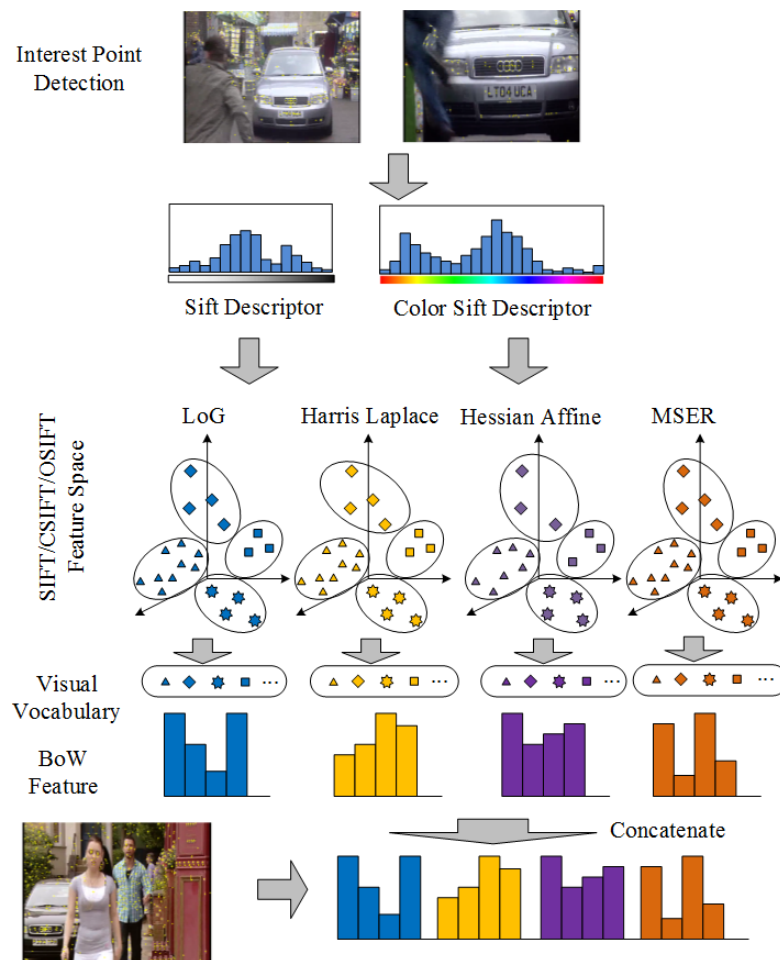 Interest Point
Detection
LT04 UCA
Sift Descriptor
Color Sift Descriptor
SIFT/CSIFT/OSIFT
Feature Space
LoG
Harris Laplace
Hessian Affine
MSER
...
...
...
...
Visual
Vocabulary
BoW
Feature
Concatenate